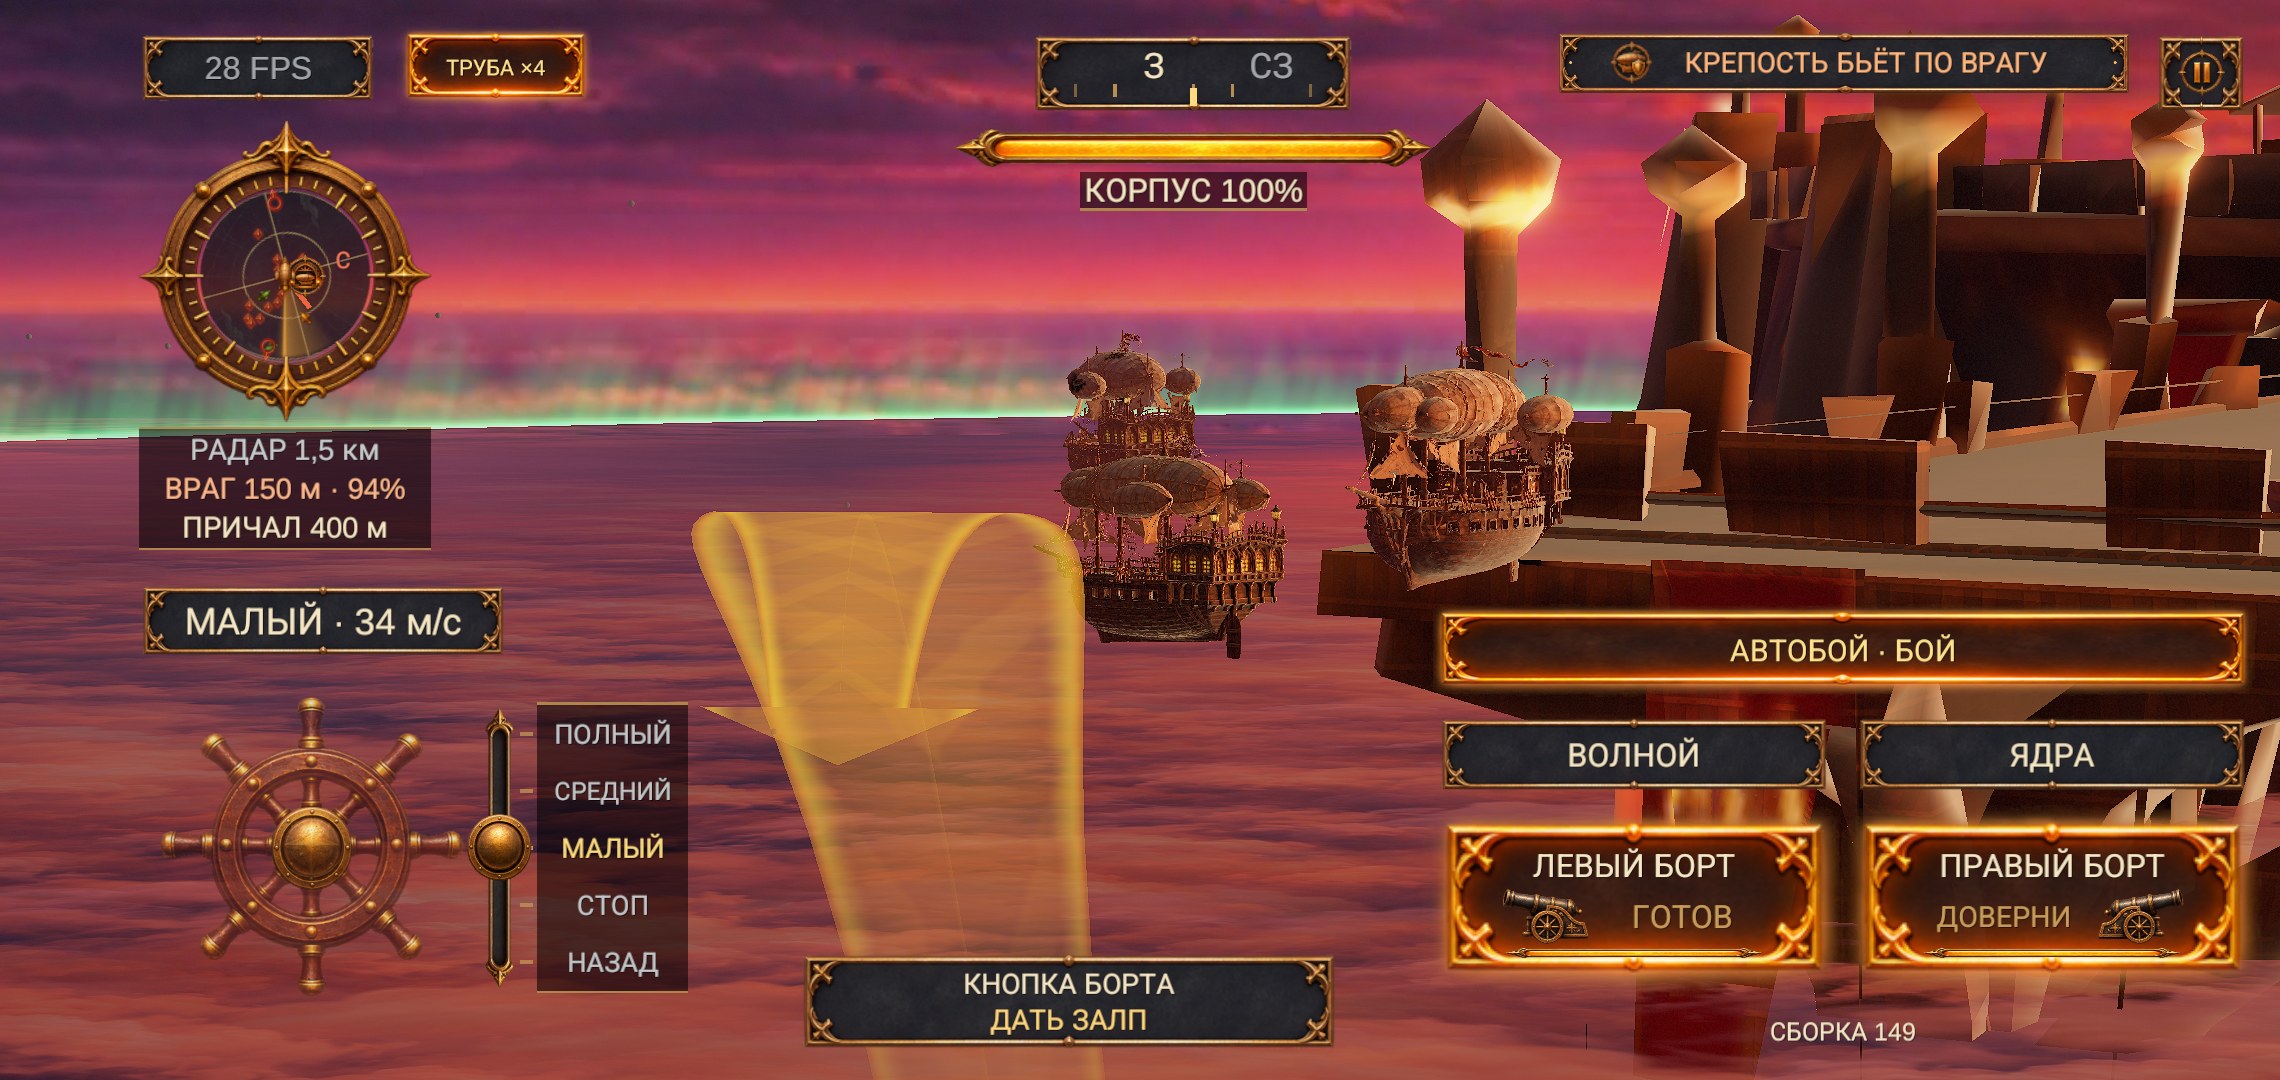 28 FPS
ТРУБА ×4
З
СЗ
КРЕПОСТЬ БЬЁТ ПО ВРАГУ
КОРПУС 100%
С
РАДАР 1,5 км
ВРАГ 150 м · 94%
ПРИЧАЛ 400 м
МАЛЫЙ · 34 м/с
ПОЛНЫЙ
СРЕДНИЙ
МАЛЫЙ
СТОП
НАЗАД
АВТОБОЙ · БОЙ
ВОЛНОЙ
ЯДРА
ЛЕВЫЙ БОРТ
ГОТОВ
ПРАВЫЙ БОРТ
ДОВЕРНИ
КНОПКА БОРТА
ДАТЬ ЗАЛП
СБОРКА 149